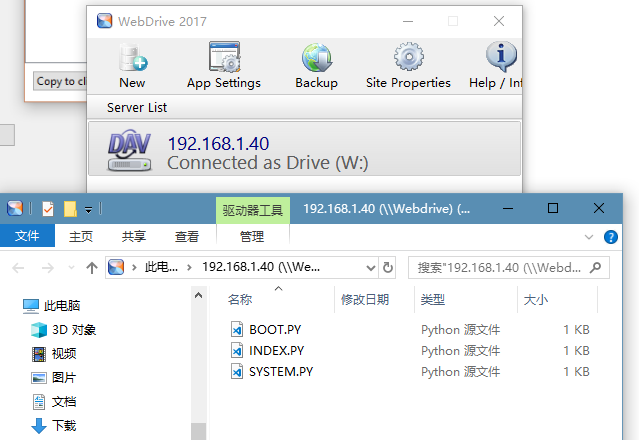 WebDrive 2017
Copy to cl
New
App Settings
Backup
Site Properties
Help / Inf
Server List
DAV
192.168.1.40
Connected as Drive (W:)
驱动器工具
192.168.1.40 (\\Webdrive) (...
文件
主页
共享
查看
管理
此电... › 192.168.1.40 (\\We...
搜索"192.168.1.40 (\\Webd...
名称
修改日期
类型
大小
此电脑
3D 对象
视频
图片
文档
下载
BOOT.PY Python 源文件 1 KB
INDEX.PY Python 源文件 1 KB
SYSTEM.PY Python 源文件 1 KB